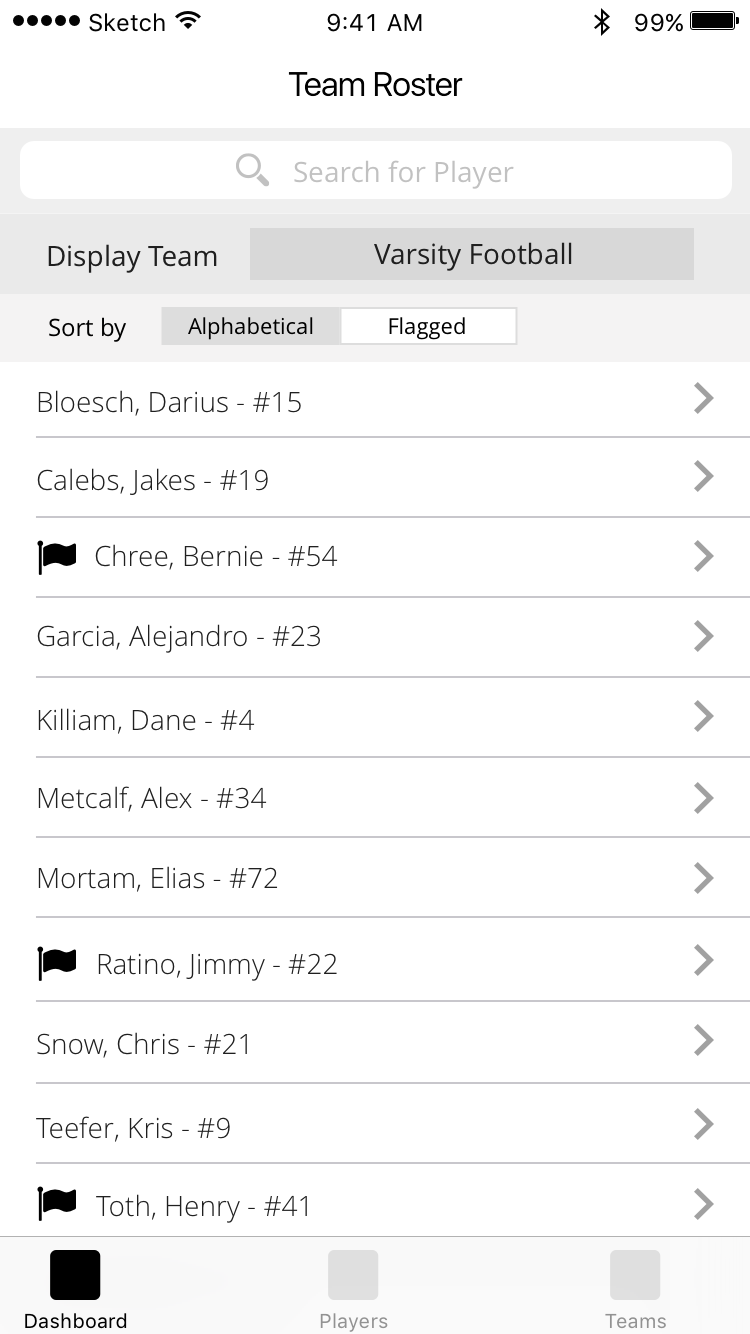 Sketch 9:41 AM 99%
Team Roster
Search for Player
Display Team Varsity Football
Sort by Alphabetical Flagged
Bloesch, Darius - #15
Calebs, Jakes - #19
Chree, Bernie - #54
Garcia, Alejandro - #23
Killiam, Dane - #4
Metcalf, Alex - #34
Mortam, Elias - #72
Ratino, Jimmy - #22
Snow, Chris - #21
Teefer, Kris - #9
Toth, Henry - #41
Dashboard Players Teams